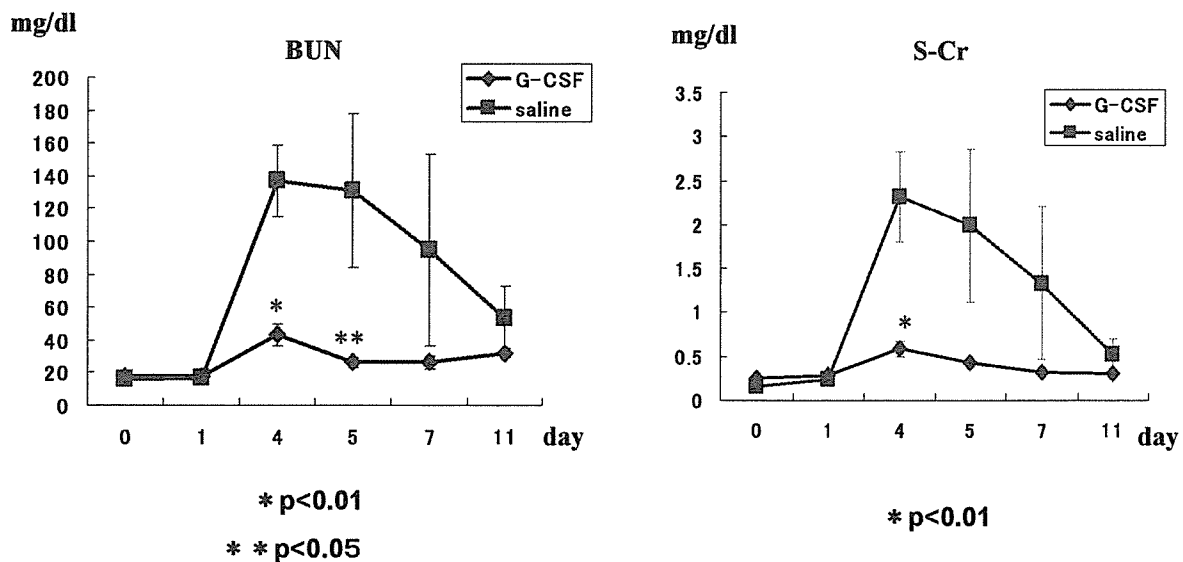 mg/dl
BUN
G-CSF
saline
200
180
160
140
120
100
80
60
40
20
0
*
**
0 1 4 5 7 11 day
* p<0.01
* * p<0.05
mg/dl
S-Cr
G-CSF
saline
3.5
3
2.5
2
1.5
1
0.5
0
*
0 1 4 5 7 11 day
* p<0.01